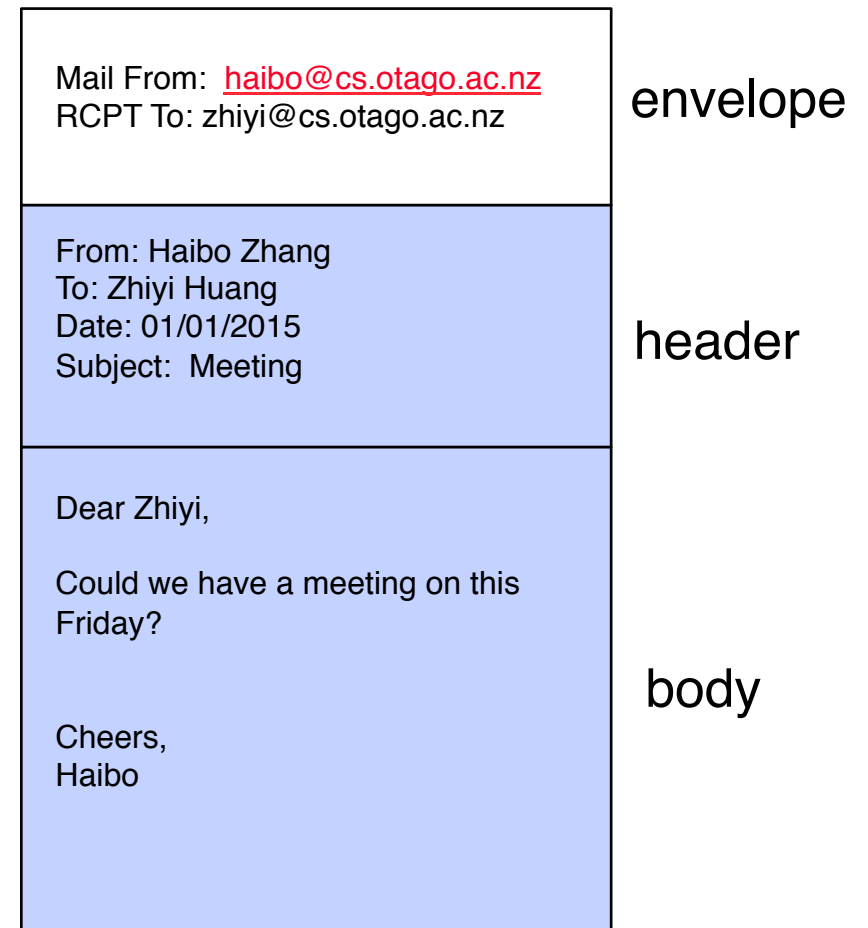 Mail From: haibo@cs.otago.ac.nz
RCPT To: zhiyi@cs.otago.ac.nz
envelope
From: Haibo Zhang
To: Zhiyi Huang
Date: 01/01/2015
Subject: Meeting
header
Dear Zhiyi,
Could we have a meeting on this
Friday?
body
Cheers,
Haibo